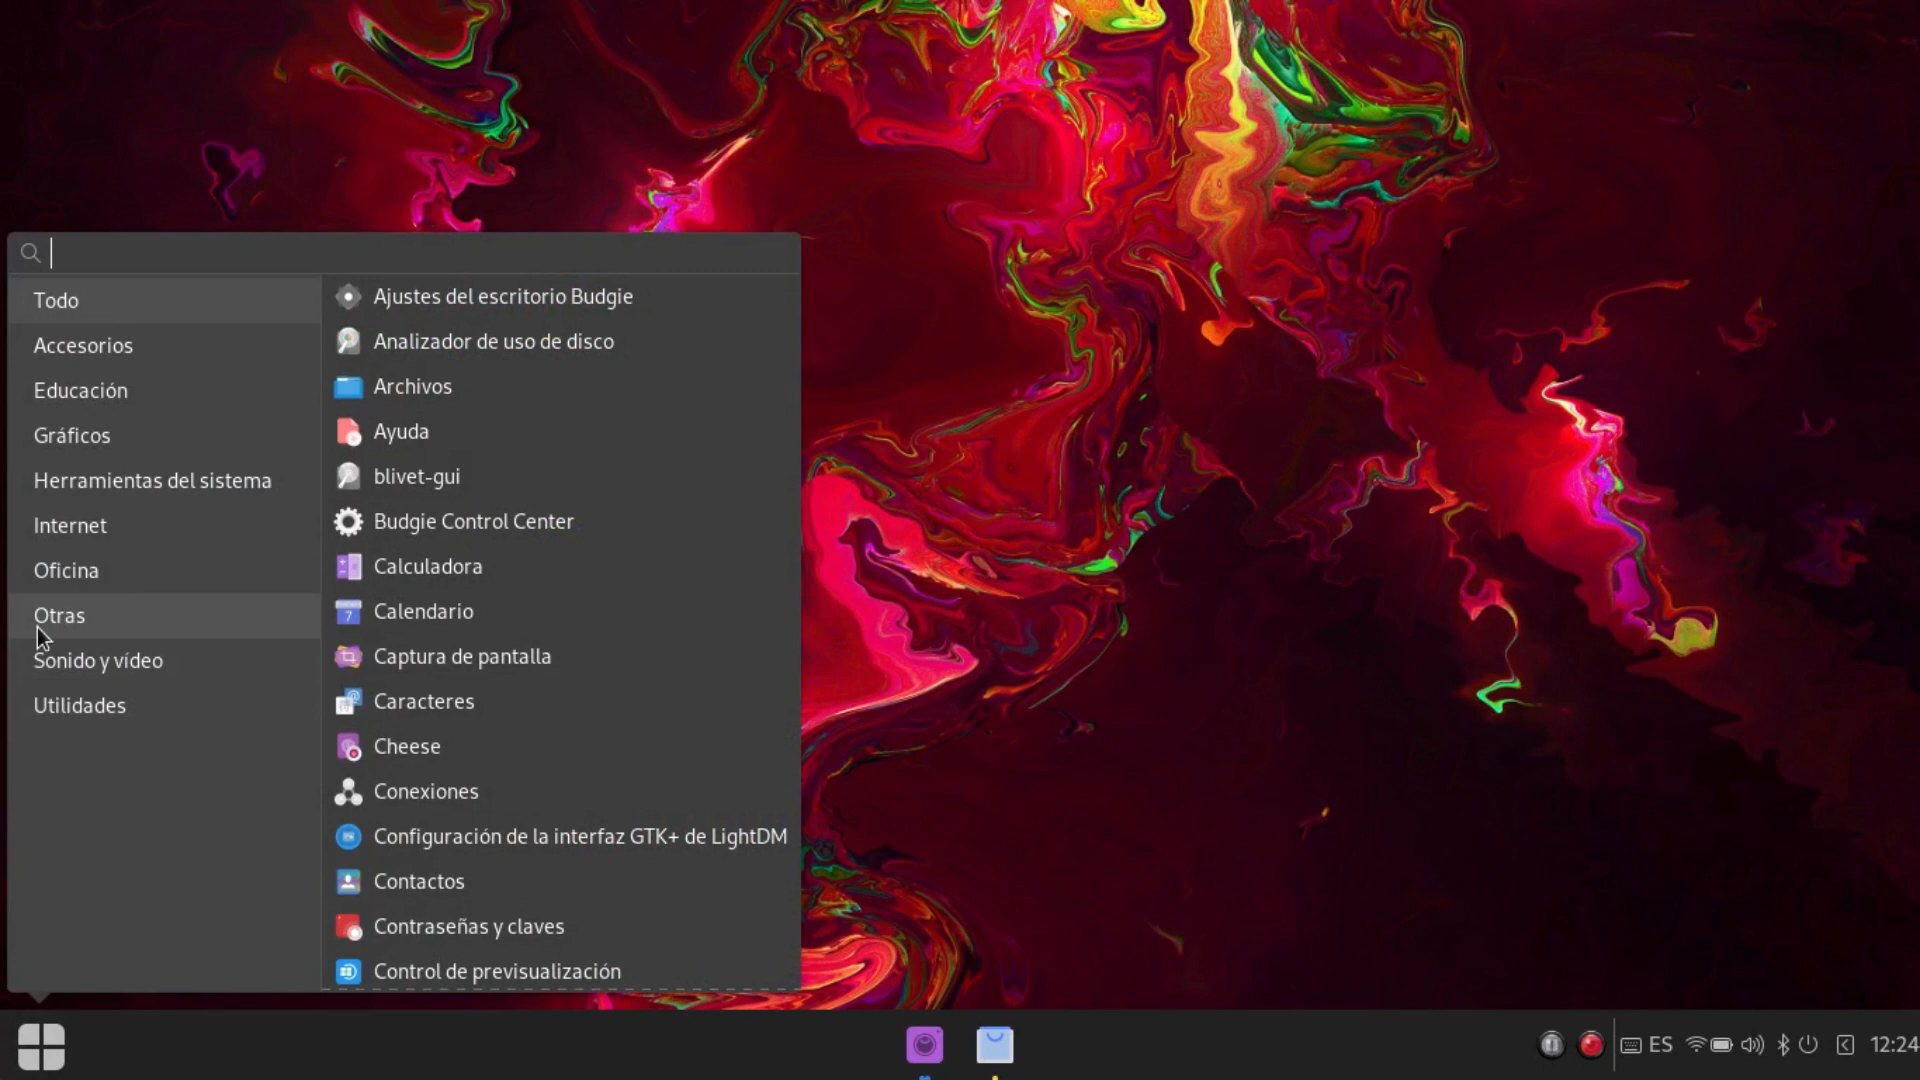 Todo
Accesorios
Educación
Gráficos
Herramientas del sistema
Internet
Oficina
Otras
Sonido y vídeo
Utilidades
Ajustes del escritorio Budgie
Analizador de uso de disco
Archivos
Ayuda
blivet-gui
Budgie Control Center
Calculadora
Calendario
Captura de pantalla
Caracteres
Cheese
Conexiones
Configuración de la interfaz GTK+ de LightDM
Contactos
Contraseñas y claves
Control de previsualización
ES
12:24